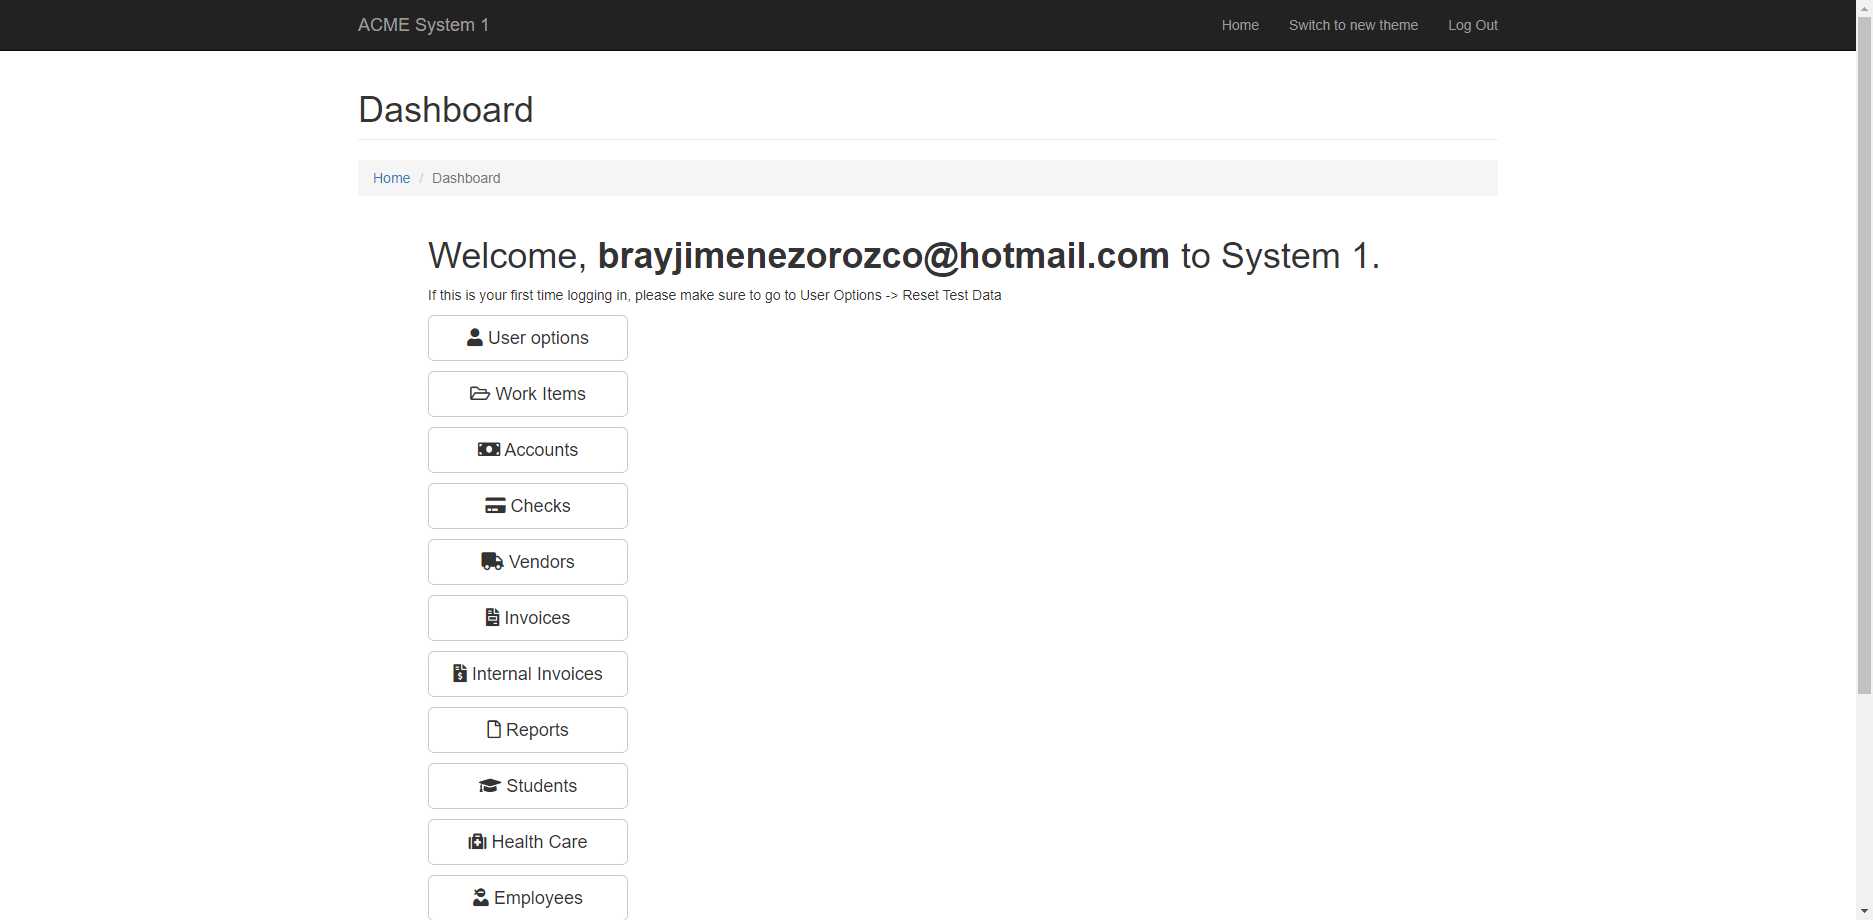 ACME System 1
Home
Switch to new theme
Log Out
Dashboard
Home / Dashboard
Welcome, brayjimenezorozco@hotmail.com to System 1.
If this is your first time logging in, please make sure to go to User Options -> Reset Test Data
User options
Work Items
Accounts
Checks
Vendors
Invoices
Internal Invoices
Reports
Students
Health Care
Employees